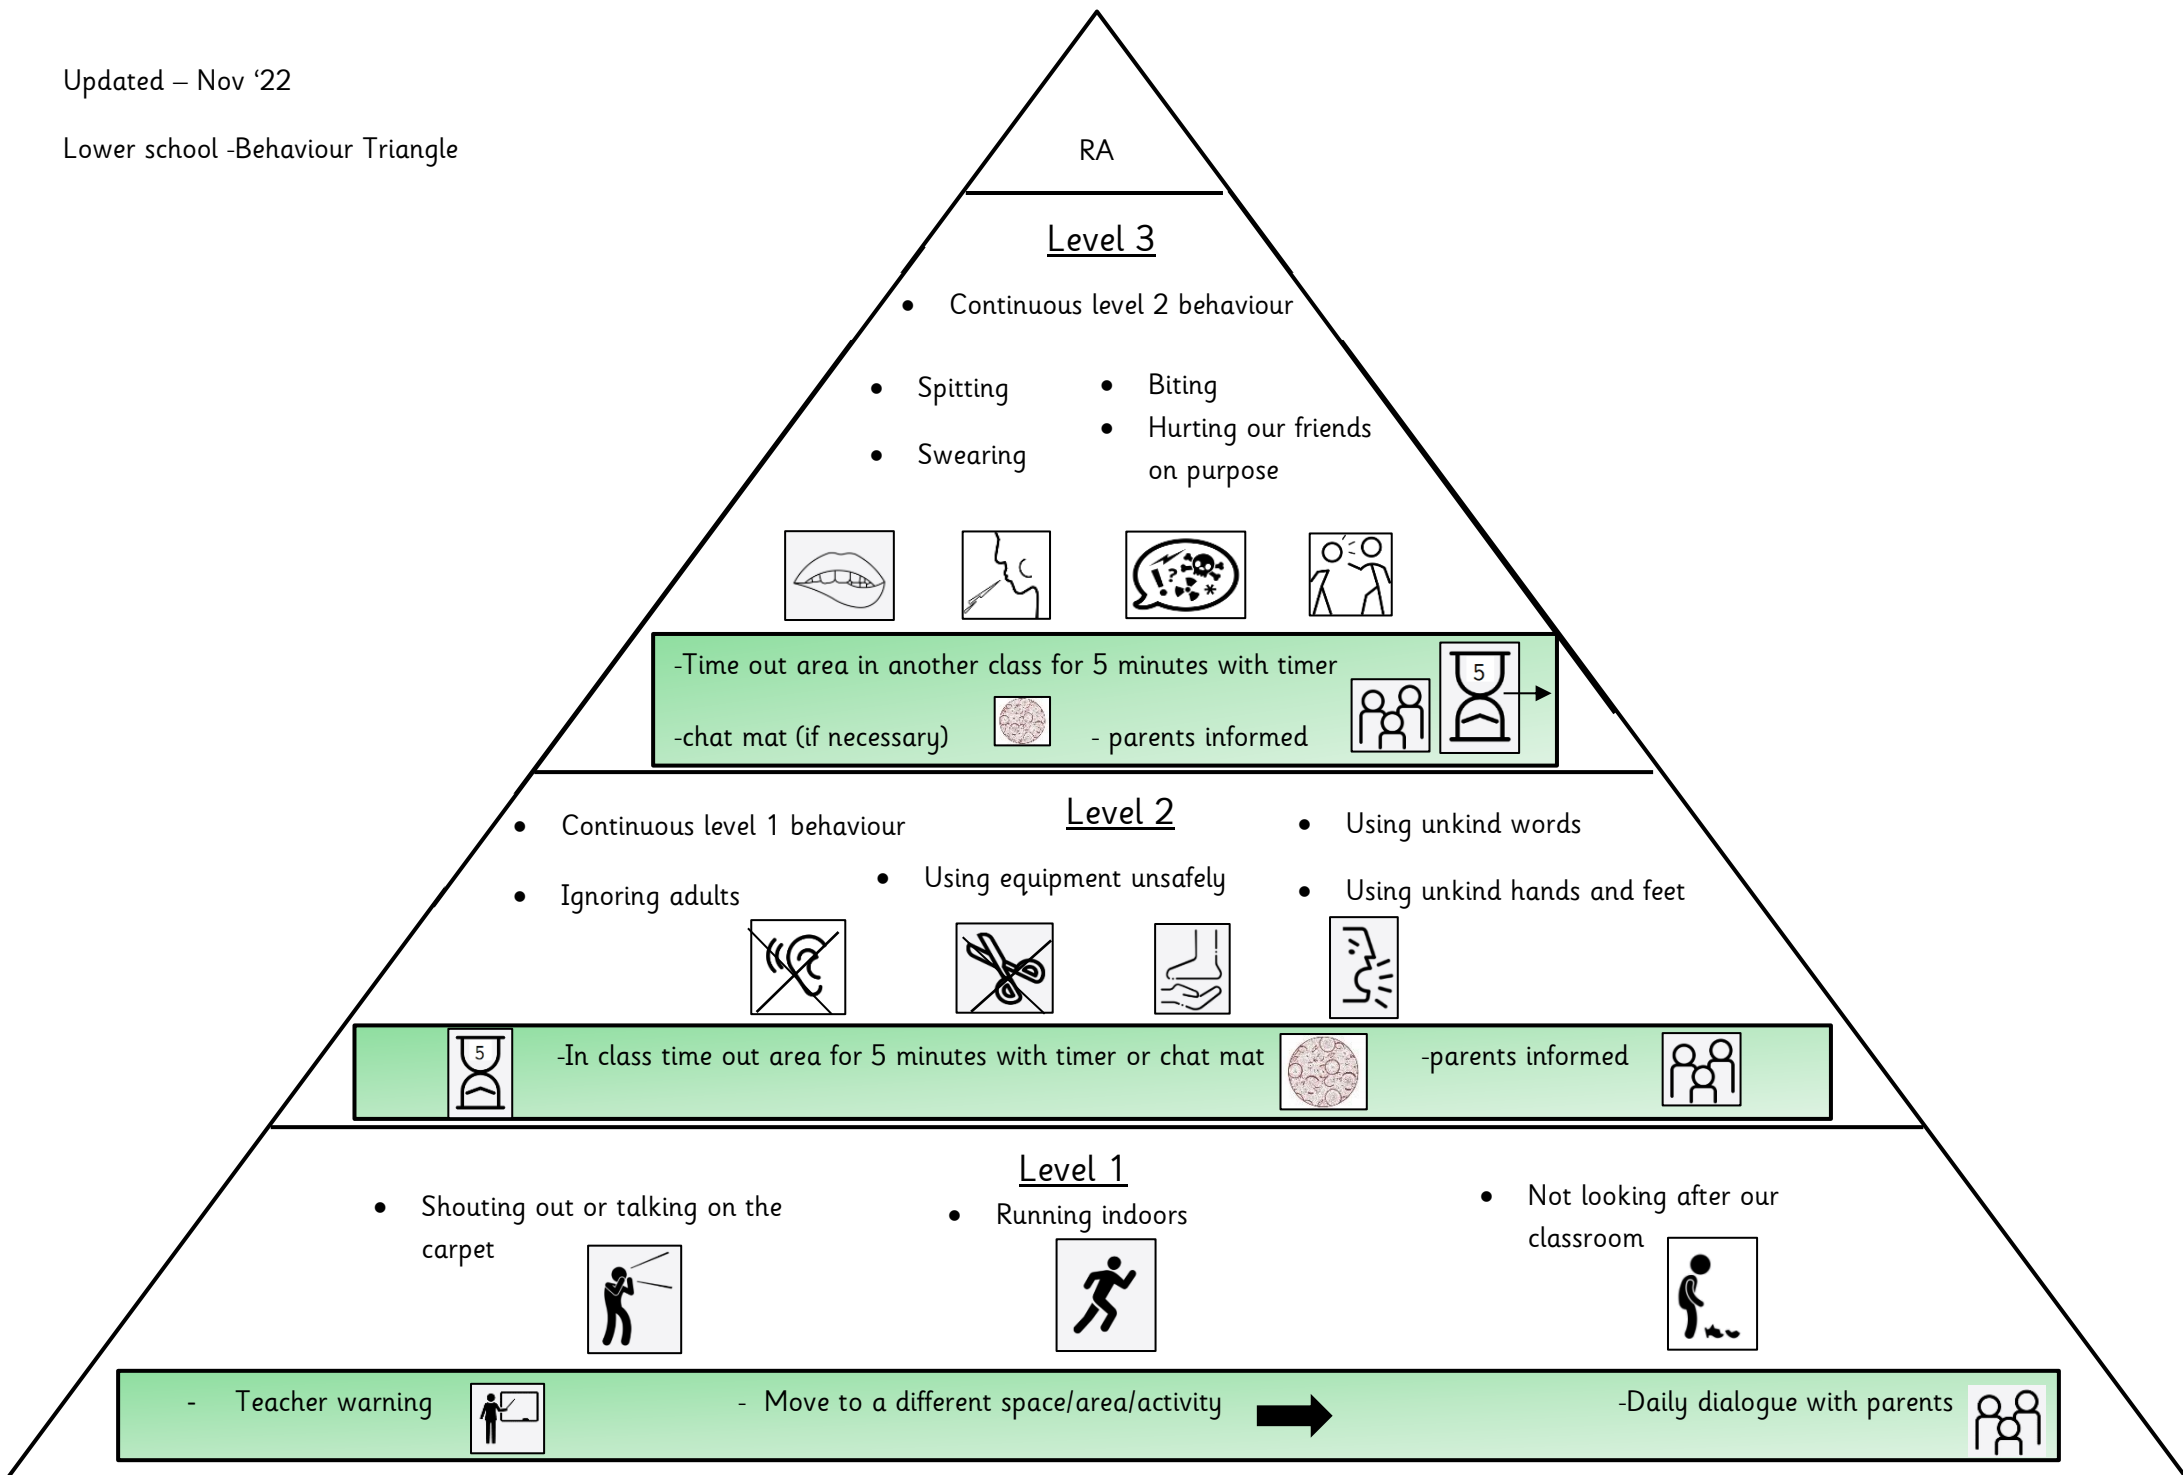 Updated – Nov ‘22
Lower school -Behaviour Triangle
RA
Level 3
• Continuous level 2 behaviour
• Spitting
• Swearing
• Biting
• Hurting our friends
on purpose
!? *
-Time out area in another class for 5 minutes with timer
5
-chat mat (if necessary)
- parents informed
Level 2
• Continuous level 1 behaviour
• Ignoring adults
• Using equipment unsafely
• Using unkind words
• Using unkind hands and feet
5
-In class time out area for 5 minutes with timer or chat mat
-parents informed
Level 1
• Shouting out or talking on the
carpet
• Running indoors
• Not looking after our
classroom
- Teacher warning
- Move to a different space/area/activity
-Daily dialogue with parents